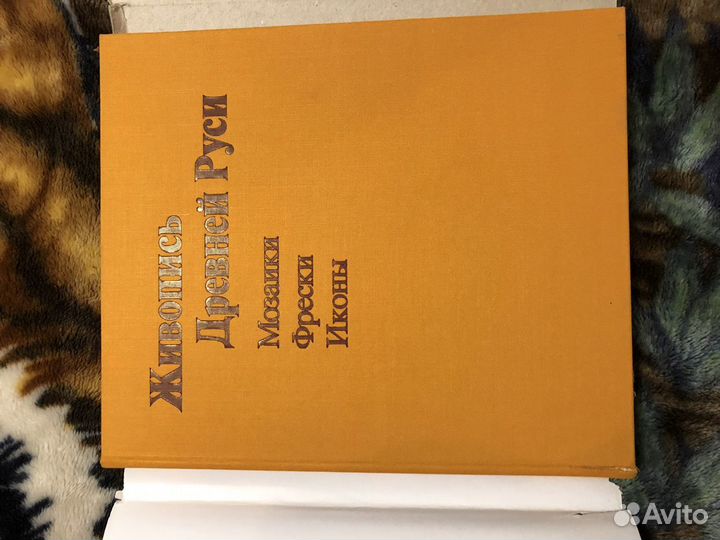 Живопись
Древней Руси
Мозаики
Фрески
Иконы
Avito